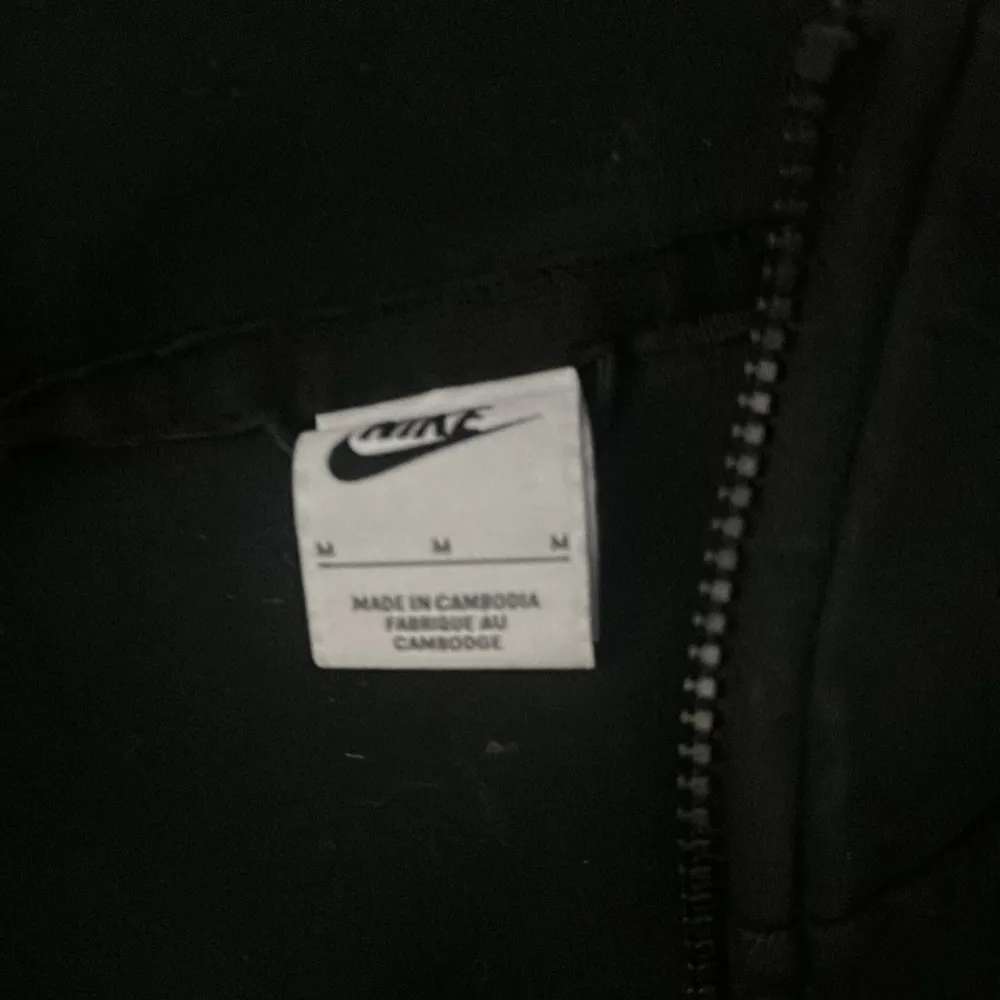 NIKE
M M M
MADE IN CAMBODIA
FABRIQUE AU
CAMBODGE